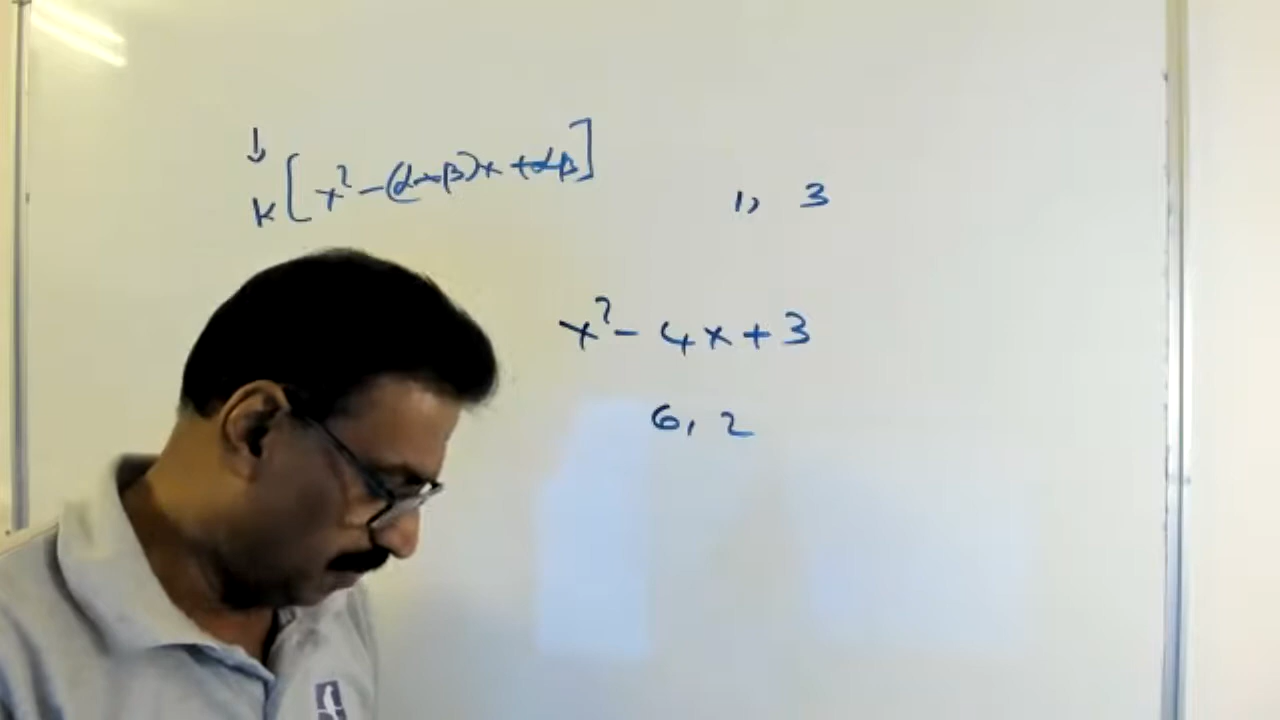 ↓
k[x² - (α+β)x + αβ]
1, 3
x² - 4x + 3
6, 2